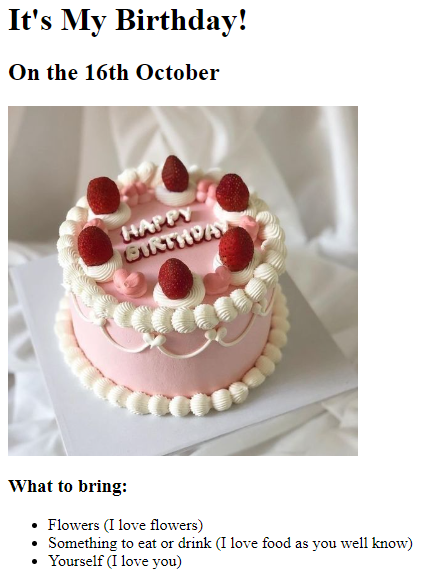 It's My Birthday!
On the 16th October
HAPPY
BIRTHDAY
What to bring:
Flowers (I love flowers)
Something to eat or drink (I love food as you well know)
Yourself (I love you)